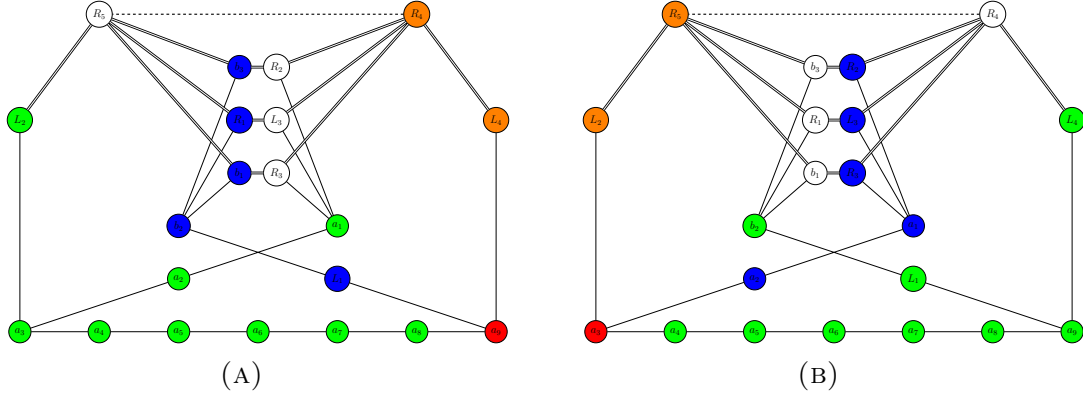 R₅ R₄ R₅ R₄
R₂ b₃
L₂ L₃ L₄ L₂ R₁ L₄
R₃ b₁
a₁ b₂
a₂ L₁
a₃ a₄ a₅ a₆ a₇ a₈ a₉ a₃ a₄ a₅ a₆ a₇ a₈ a₉
(A) (B)